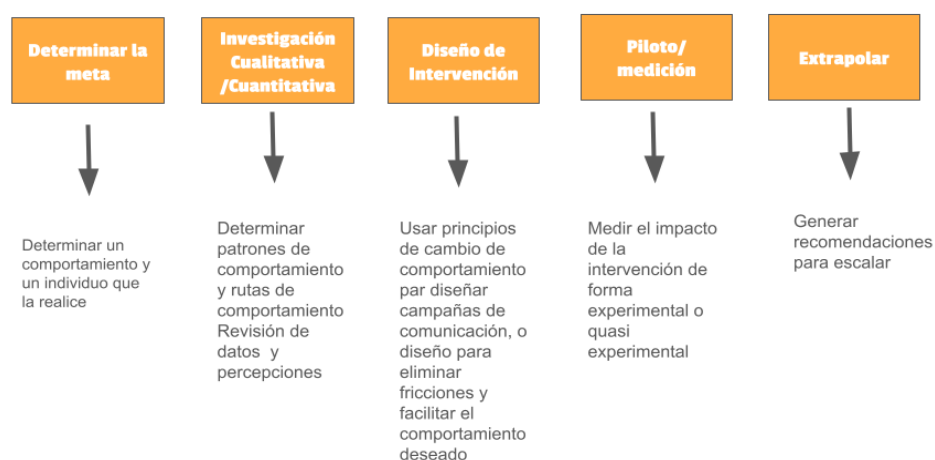 Determinar la
meta
Investigación
Cualitativa
/Cuantitativa
Diseño de
Intervención
Piloto/
medición
Extrapolar
Determinar un
comportamiento y
un individuo que
la realice
Determinar
patrones de
comportamiento
y rutas de
comportamiento
Revisión de
datos y
percepciones
Usar principios
de cambio de
comportamiento
par diseñar
campañas de
comunicación, o
diseño para
eliminar
fricciones y
facilitar el
comportamiento
deseado
Medir el impacto
de la
intervención de
forma
experimental o
quasi
experimental
Generar
recomendaciones
para escalar